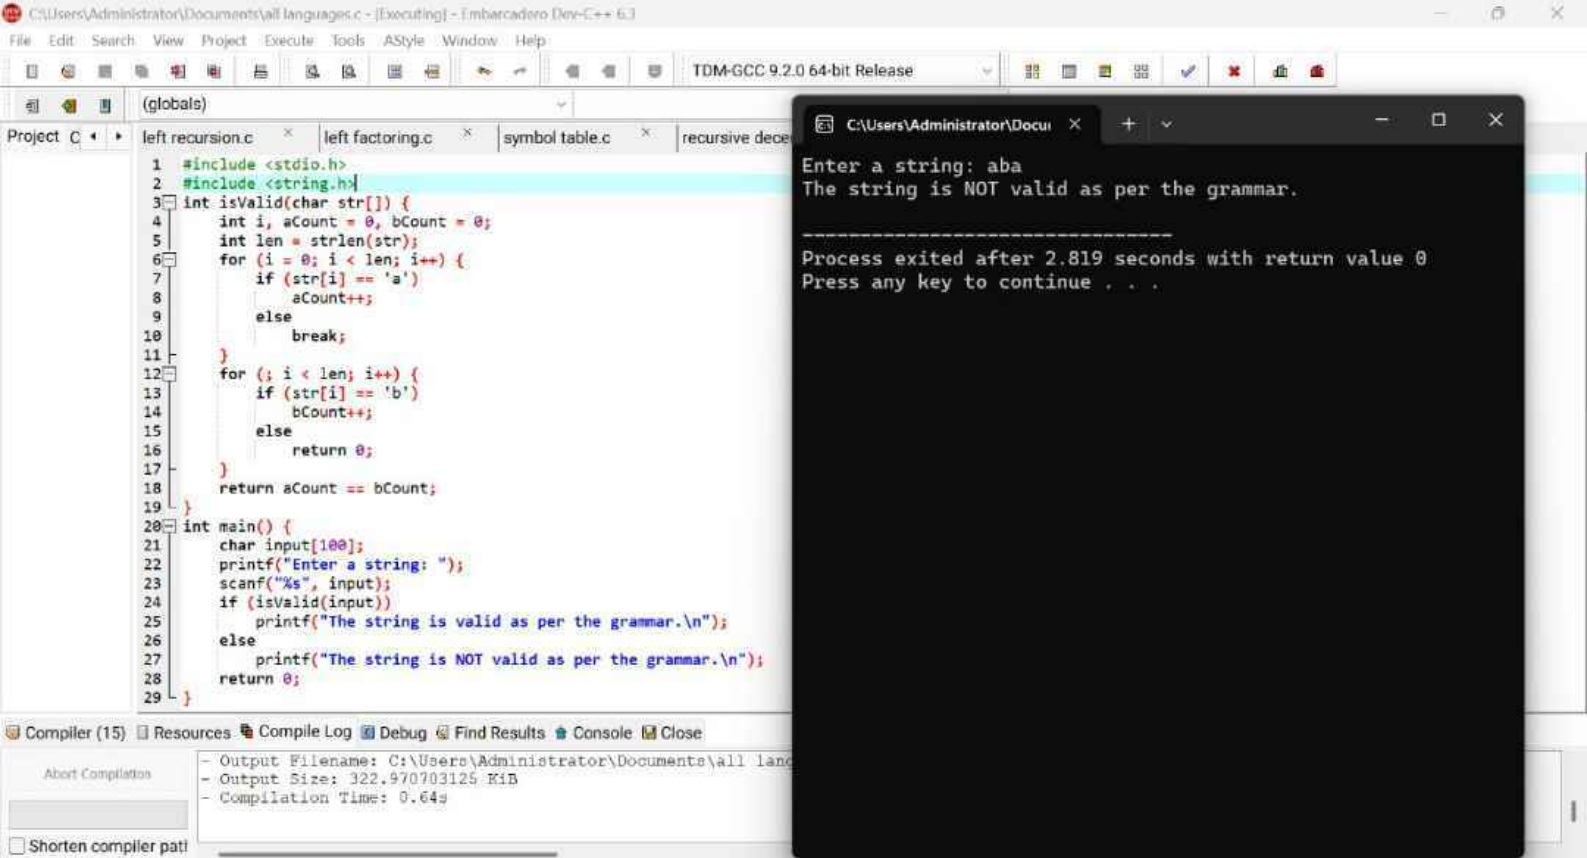 C:\Users\Administrator\Documents\all languages.c - [Executing] - Embarcadero Dev-C++ 6.3
File Edit Search View Project Execute Tools AStyle Window Help
TDM-GCC 9.2.0 64-bit Release
(globals)
Project C
left recursion.c left factoring.c symbol table.c recursive dece
1 #include <stdio.h>
2 #include <string.h>
3 int isValid(char str[]) {
4 int i, aCount = 0, bCount = 0;
5 int len = strlen(str);
6 for (i = 0; i < len; i++) {
7 if (str[i] == 'a')
8 aCount++;
9 else
10 break;
11 }
12 for (; i < len; i++) {
13 if (str[i] == 'b')
14 bCount++;
15 else
16 return 0;
17 }
18 return aCount == bCount;
19 }
20 int main() {
21 char input[100];
22 printf("Enter a string: ");
23 scanf("%s", input);
24 if (isValid(input))
25 printf("The string is valid as per the grammar.\n");
26 else
27 printf("The string is NOT valid as per the grammar.\n");
28 return 0;
29 }
C:\Users\Administrator\Docui
Enter a string: aba
The string is NOT valid as per the grammar.
--------------------------------
Process exited after 2.819 seconds with return value 0
Press any key to continue . . .
Compiler (15) Resources Compile Log Debug Find Results Console Close
Abort Compilation
Shorten compiler patl
- Output Filename: C:\Users\Administrator\Documents\all lang
- Output Size: 322.970703125 KiB
- Compilation Time: 0.64s